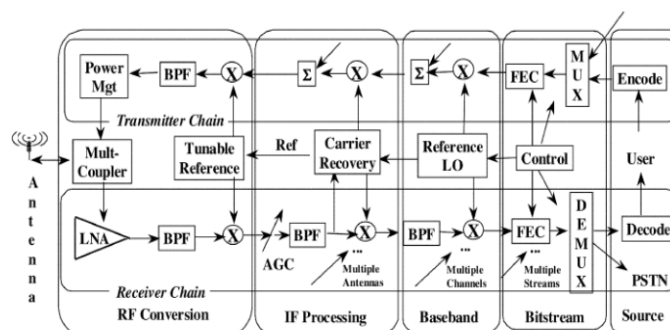 Power
Mgt
BPF
X
Σ
X
Σ
X
FEC
M
U
X
Encode
Transmitter Chain
Mult-
Coupler
Tunable
Reference
Ref
Carrier
Recovery
Reference
LO
Control
User
A
n
t
e
n
n
a
LNA
BPF
X
AGC
BPF
X
BPF
X
FEC
D
E
M
U
X
Decode
...
Multiple
Antennas
...
Multiple
Channels
...
Multiple
Streams
PSTN
Receiver Chain
RF Conversion
IF Processing
Baseband
Bitstream
Source